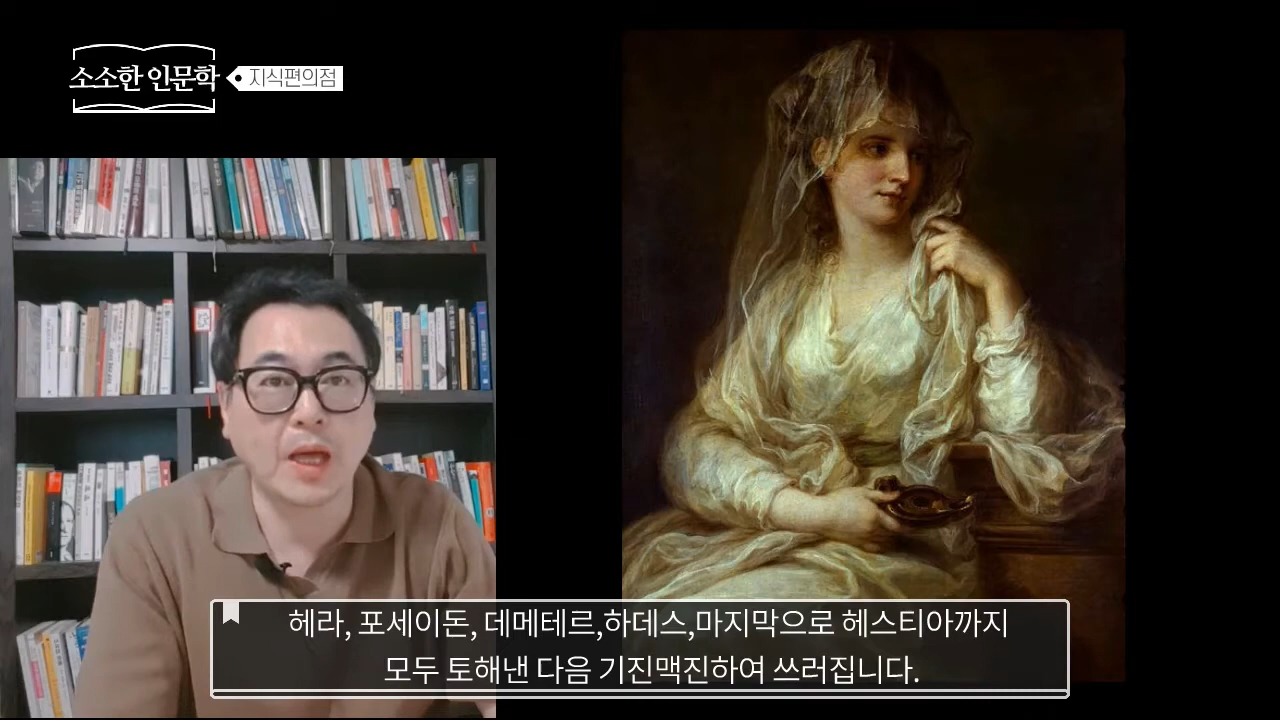 소소한 인문학
지식편의점
헤라, 포세이돈, 데메테르,하데스,마지막으로 헤스티아까지
모두 토해낸 다음 기진맥진하여 쓰러집니다.